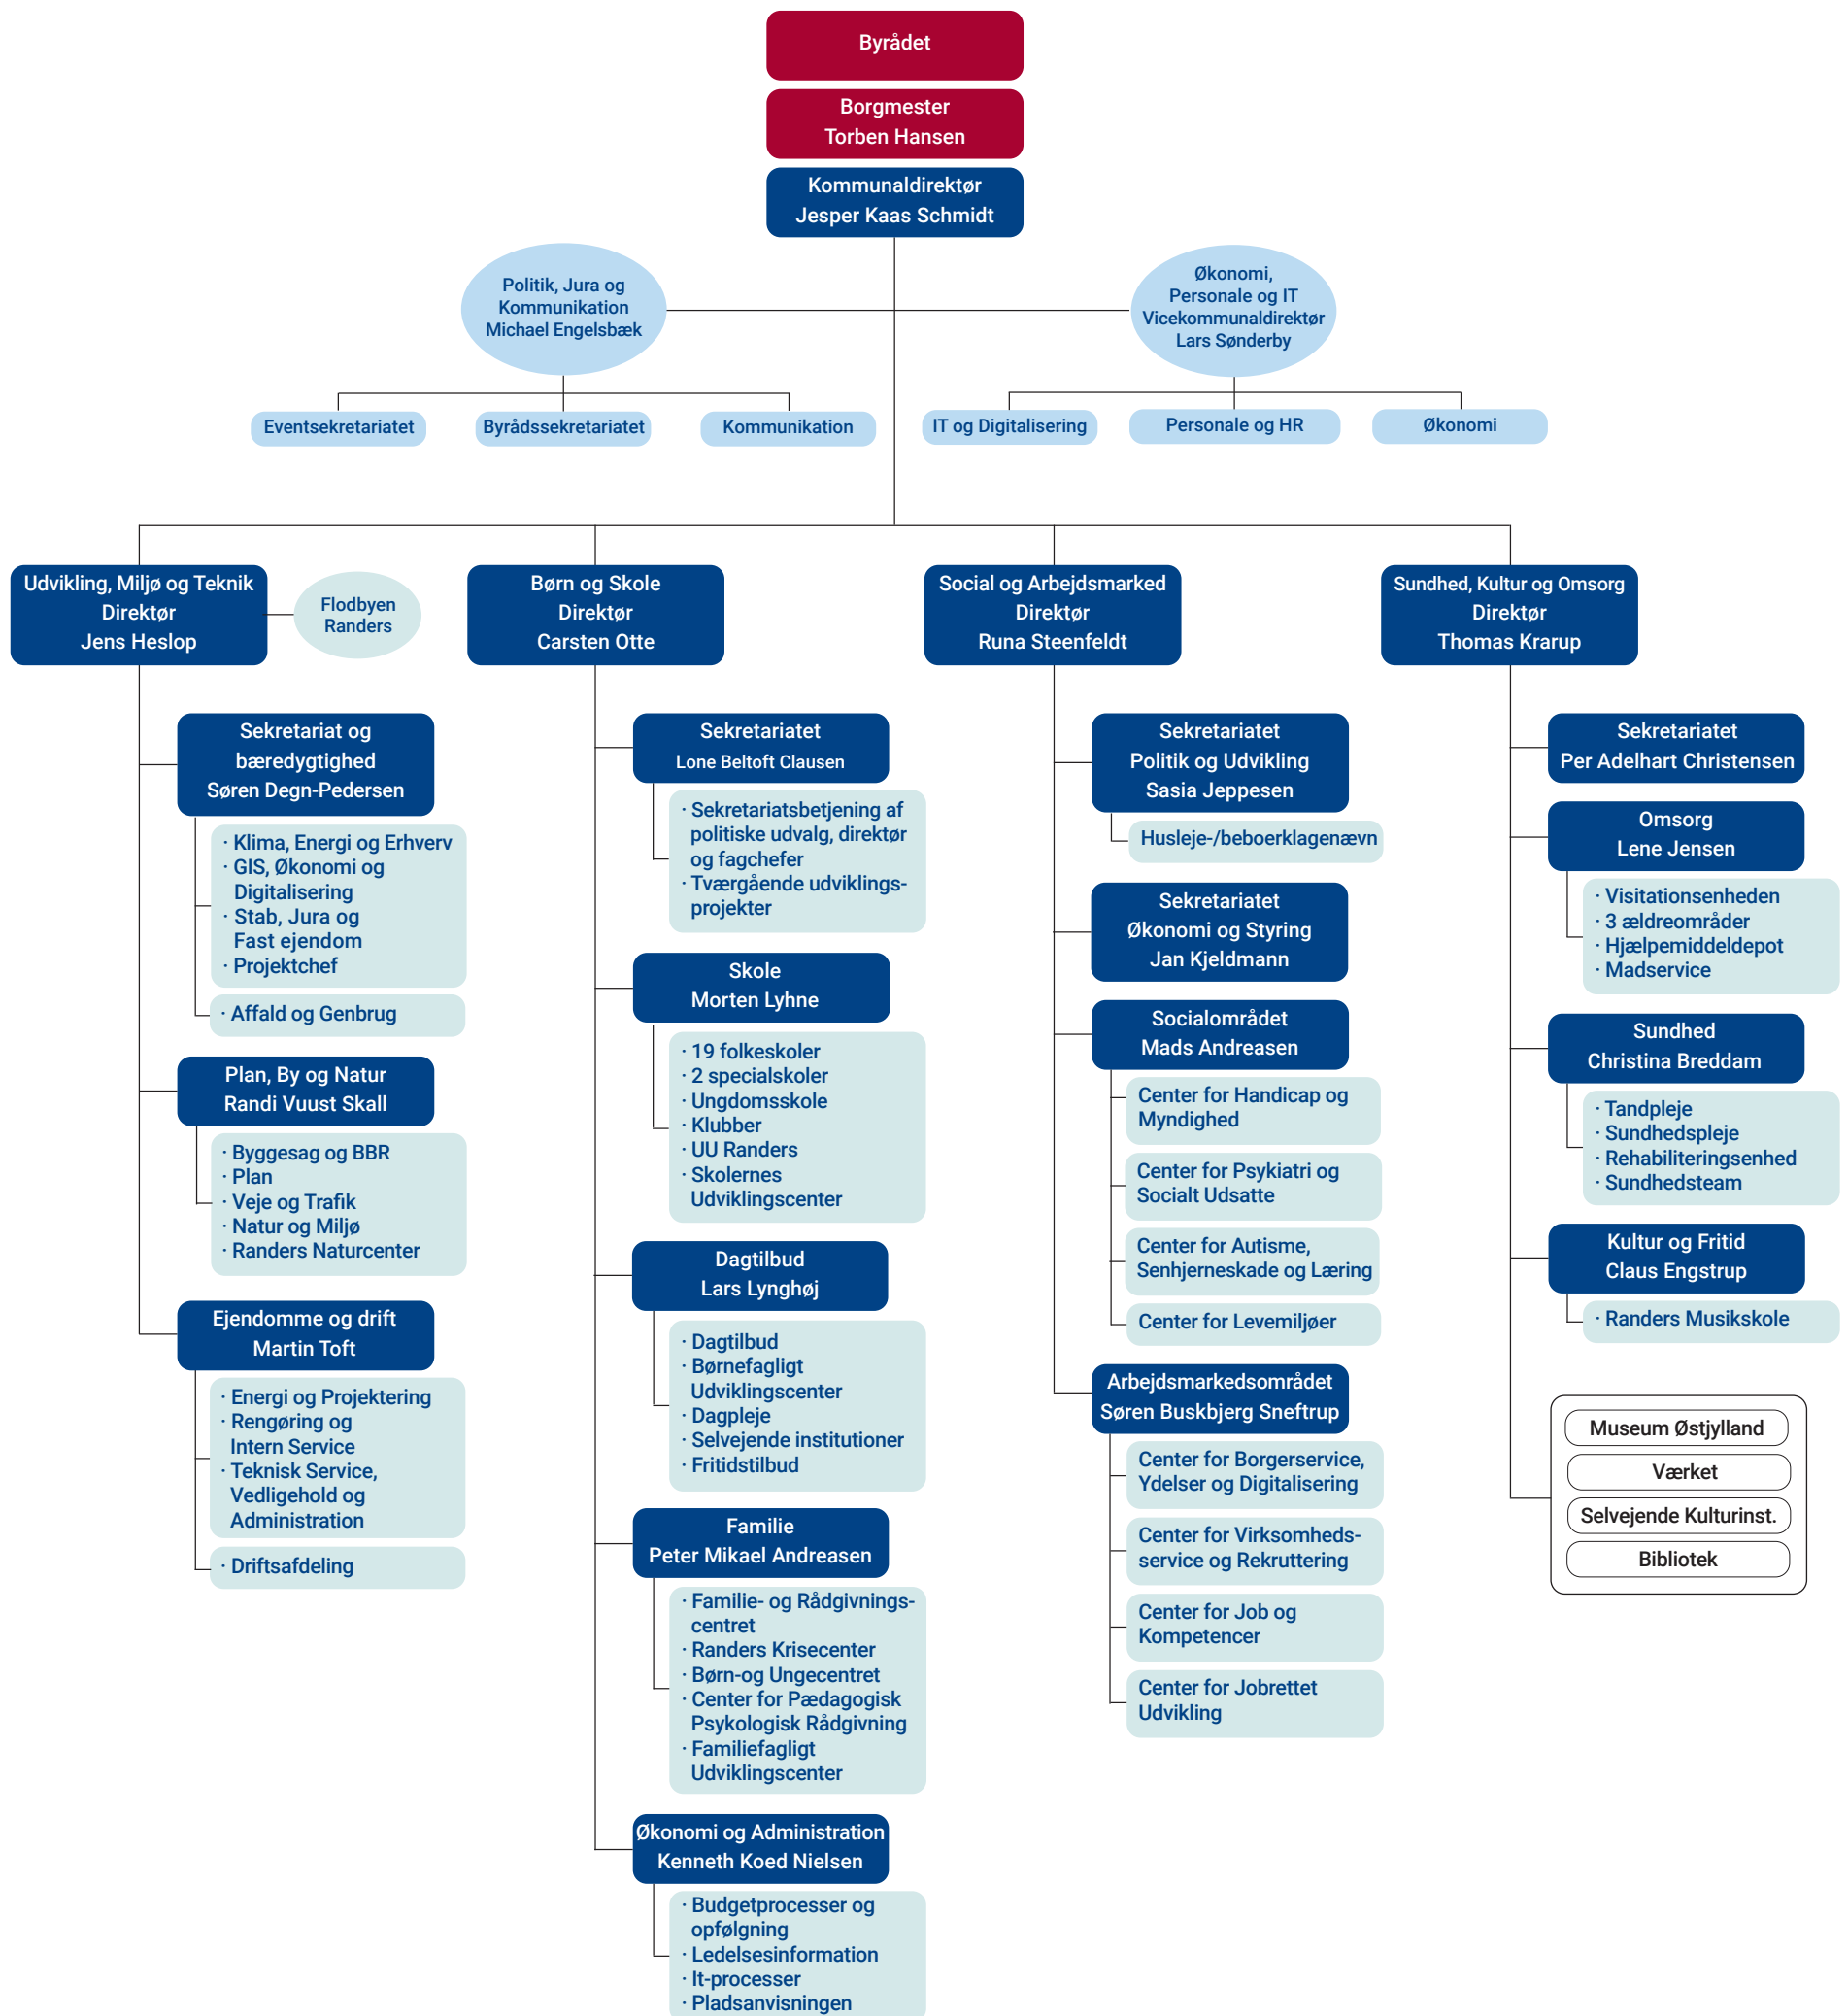 Byrådet
Borgmester
Torben Hansen
Kommunaldirektør
Jesper Kaas Schmidt
Politik, Jura og
Kommunikation
Michael Engelsbæk
Økonomi,
Personale og IT
Vicekommunaldirektør
Lars Sønderby
Eventsekretariatet
Byrådssekretariatet
Kommunikation
IT og Digitalisering
Personale og HR
Økonomi
Udvikling, Miljø og Teknik
Direktør
Jens Heslop
Flodbyen
Randers
Sekretariat og
bæredygtighed
Søren Degn-Pedersen
· Klima, Energi og Erhverv
· GIS, Økonomi og
Digitalisering
· Stab, Jura og
Fast ejendom
· Projektchef
· Affald og Genbrug
Plan, By og Natur
Randi Vuust Skall
· Byggesag og BBR
· Plan
· Veje og Trafik
· Natur og Miljø
· Randers Naturcenter
Ejendomme og drift
Martin Toft
· Energi og Projektering
· Rengøring og
Intern Service
· Teknisk Service,
Vedligehold og
Administration
· Driftsafdeling
Børn og Skole
Direktør
Carsten Otte
Sekretariatet
Lone Beltoft Clausen
· Sekretariatsbetjening af
politiske udvalg, direktør
og fagchefer
· Tværgående udviklings-
projekter
Skole
Morten Lyhne
· 19 folkeskoler
· 2 specialskoler
· Ungdomsskole
· Klubber
· UU Randers
· Skolernes
Udviklingscenter
Dagtilbud
Lars Lynghøj
· Dagtilbud
· Børnefagligt
Udviklingscenter
· Dagpleje
· Selvejende institutioner
· Fritidstilbud
Familie
Peter Mikael Andreasen
· Familie- og Rådgivnings-
centret
· Randers Krisecenter
· Børn-og Ungecentret
· Center for Pædagogisk
Psykologisk Rådgivning
· Familiefagligt
Udviklingscenter
Økonomi og Administration
Kenneth Koed Nielsen
· Budgetprocesser og
opfølgning
· Ledelsesinformation
· It-processer
· Pladsanvisningen
Social og Arbejdsmarked
Direktør
Runa Steenfeldt
Sekretariatet
Politik og Udvikling
Sasia Jeppesen
Husleje-/beboerklagenævn
Sekretariatet
Økonomi og Styring
Jan Kjeldmann
Socialområdet
Mads Andreasen
Center for Handicap og
Myndighed
Center for Psykiatri og
Socialt Udsatte
Center for Autisme,
Senhjerneskade og Læring
Center for Levemiljøer
Arbejdsmarkedsområdet
Søren Buskbjerg Sneftrup
Center for Borgerservice,
Ydelser og Digitalisering
Center for Virksomheds-
service og Rekruttering
Center for Job og
Kompetencer
Center for Jobrettet
Udvikling
Sundhed, Kultur og Omsorg
Direktør
Thomas Krarup
Sekretariatet
Per Adelhart Christensen
Omsorg
Lene Jensen
· Visitationsenheden
· 3 ældreområder
· Hjælpemiddeldepot
· Madservice
Sundhed
Christina Breddam
· Tandpleje
· Sundhedspleje
· Rehabiliteringsenhed
· Sundhedsteam
Kultur og Fritid
Claus Engstrup
· Randers Musikskole
Museum Østjylland
Værket
Selvejende Kulturinst.
Bibliotek